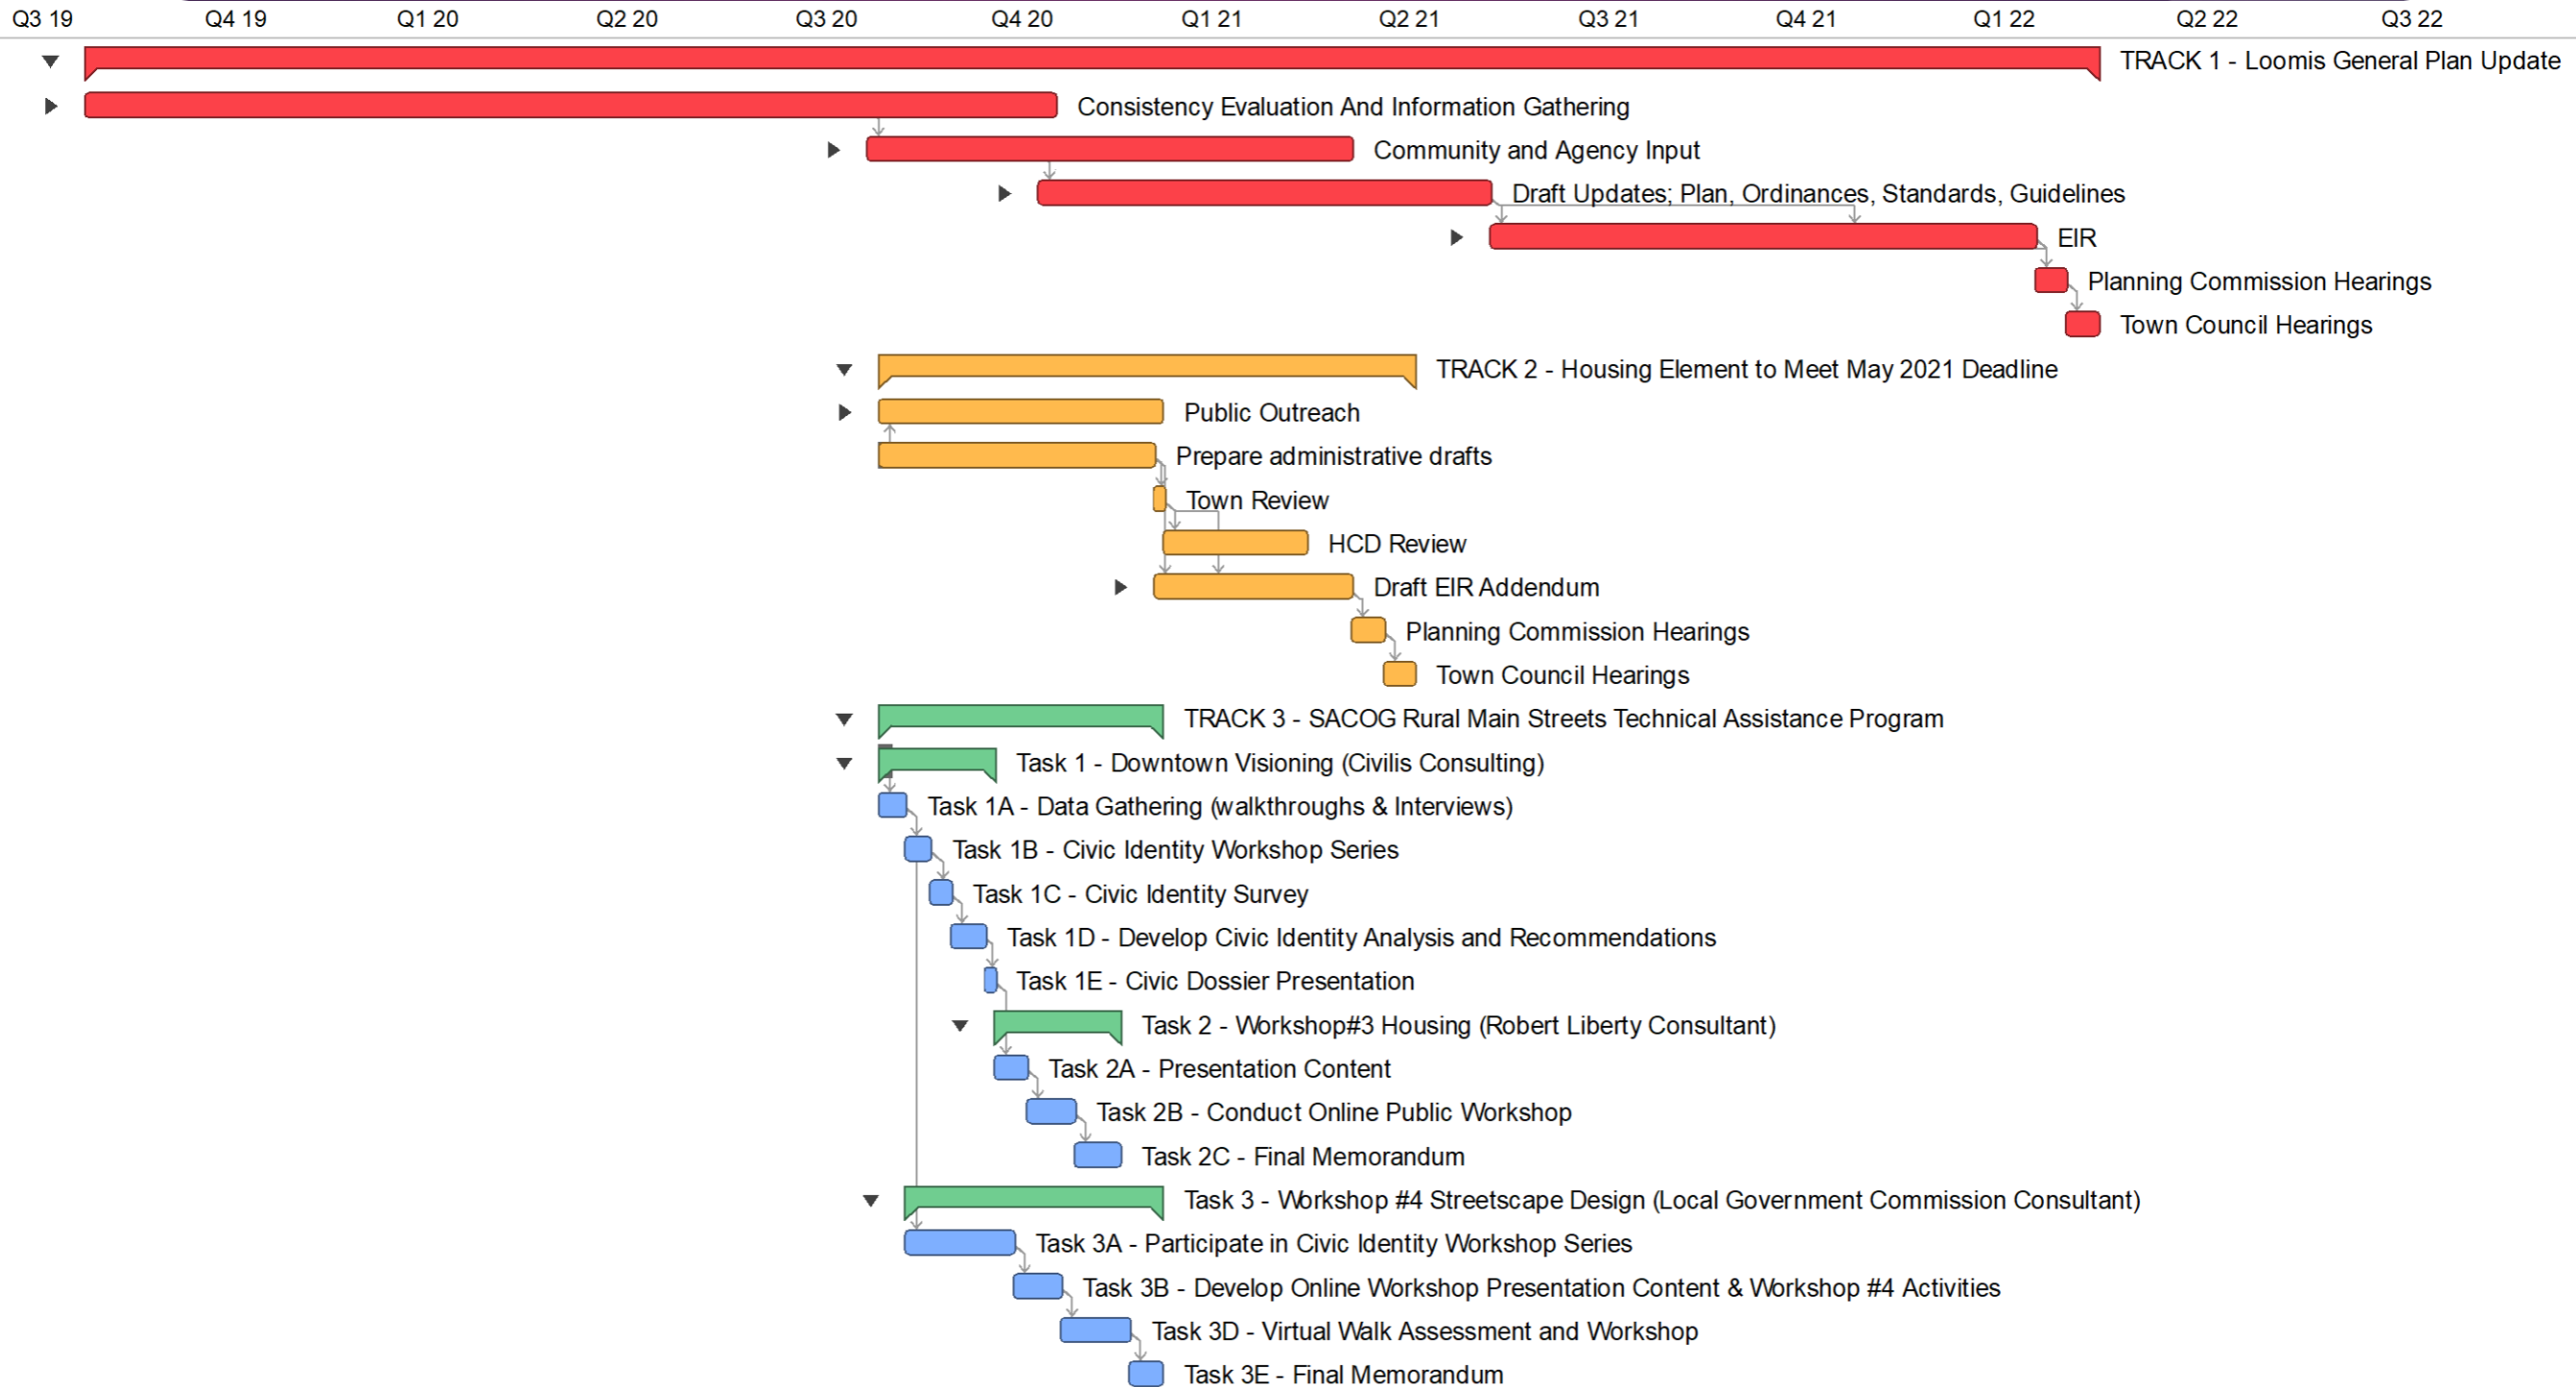 Q3 19 Q4 19 Q1 20 Q2 20 Q3 20 Q4 20 Q1 21 Q2 21 Q3 21 Q4 21 Q1 22 Q2 22 Q3 22
TRACK 1 - Loomis General Plan Update
Consistency Evaluation And Information Gathering
Community and Agency Input
Draft Updates; Plan, Ordinances, Standards, Guidelines
EIR
Planning Commission Hearings
Town Council Hearings
TRACK 2 - Housing Element to Meet May 2021 Deadline
Public Outreach
Prepare administrative drafts
Town Review
HCD Review
Draft EIR Addendum
Planning Commission Hearings
Town Council Hearings
TRACK 3 - SACOG Rural Main Streets Technical Assistance Program
Task 1 - Downtown Visioning (Civilis Consulting)
Task 1A - Data Gathering (walkthroughs & Interviews)
Task 1B - Civic Identity Workshop Series
Task 1C - Civic Identity Survey
Task 1D - Develop Civic Identity Analysis and Recommendations
Task 1E - Civic Dossier Presentation
Task 2 - Workshop#3 Housing (Robert Liberty Consultant)
Task 2A - Presentation Content
Task 2B - Conduct Online Public Workshop
Task 2C - Final Memorandum
Task 3 - Workshop #4 Streetscape Design (Local Government Commission Consultant)
Task 3A - Participate in Civic Identity Workshop Series
Task 3B - Develop Online Workshop Presentation Content & Workshop #4 Activities
Task 3D - Virtual Walk Assessment and Workshop
Task 3E - Final Memorandum